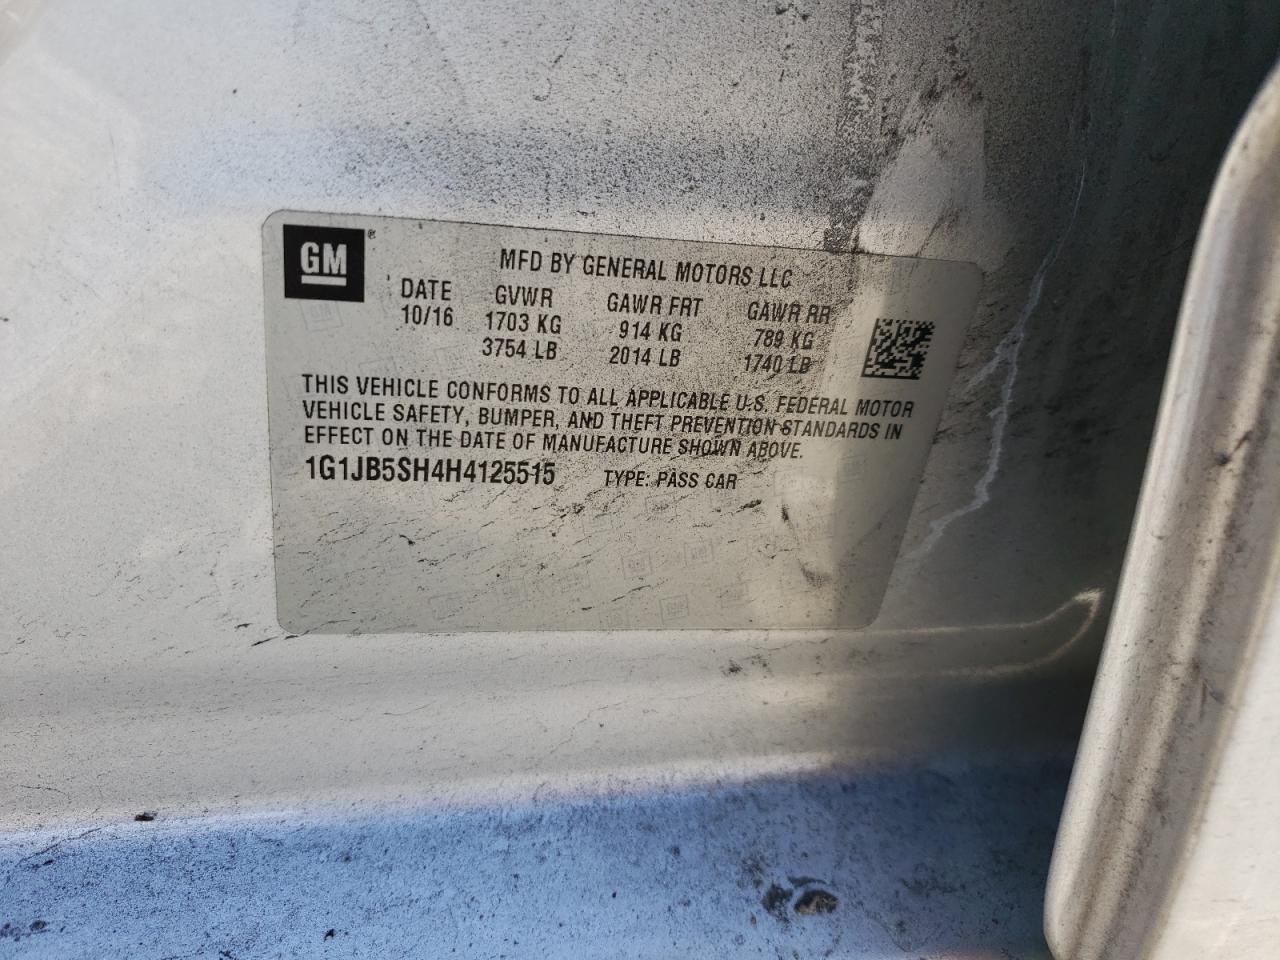 GM®
MFD BY GENERAL MOTORS LLC
DATE GVWR GAWR FRT GAWR RR
10/16 1703 KG 914 KG 789 KG
3754 LB 2014 LB 1740 LB
THIS VEHICLE CONFORMS TO ALL APPLICABLE U.S. FEDERAL MOTOR
VEHICLE SAFETY, BUMPER, AND THEFT PREVENTION STANDARDS IN
EFFECT ON THE DATE OF MANUFACTURE SHOWN ABOVE.
1G1JB5SH4H4125515 TYPE: PASS CAR